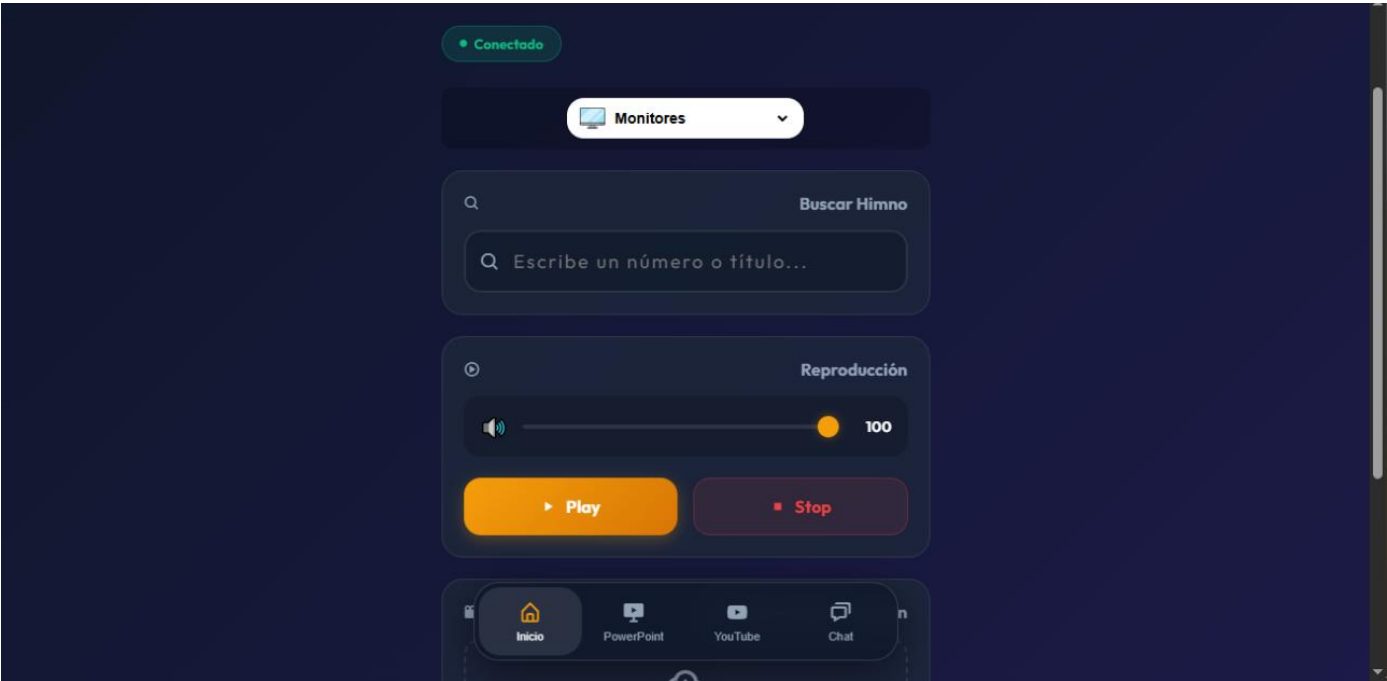 Conectado
Monitores
Buscar Himno
Escribe un número o título...
Reproducción
100
Play
Stop
n
Inicio
PowerPoint
YouTube
Chat